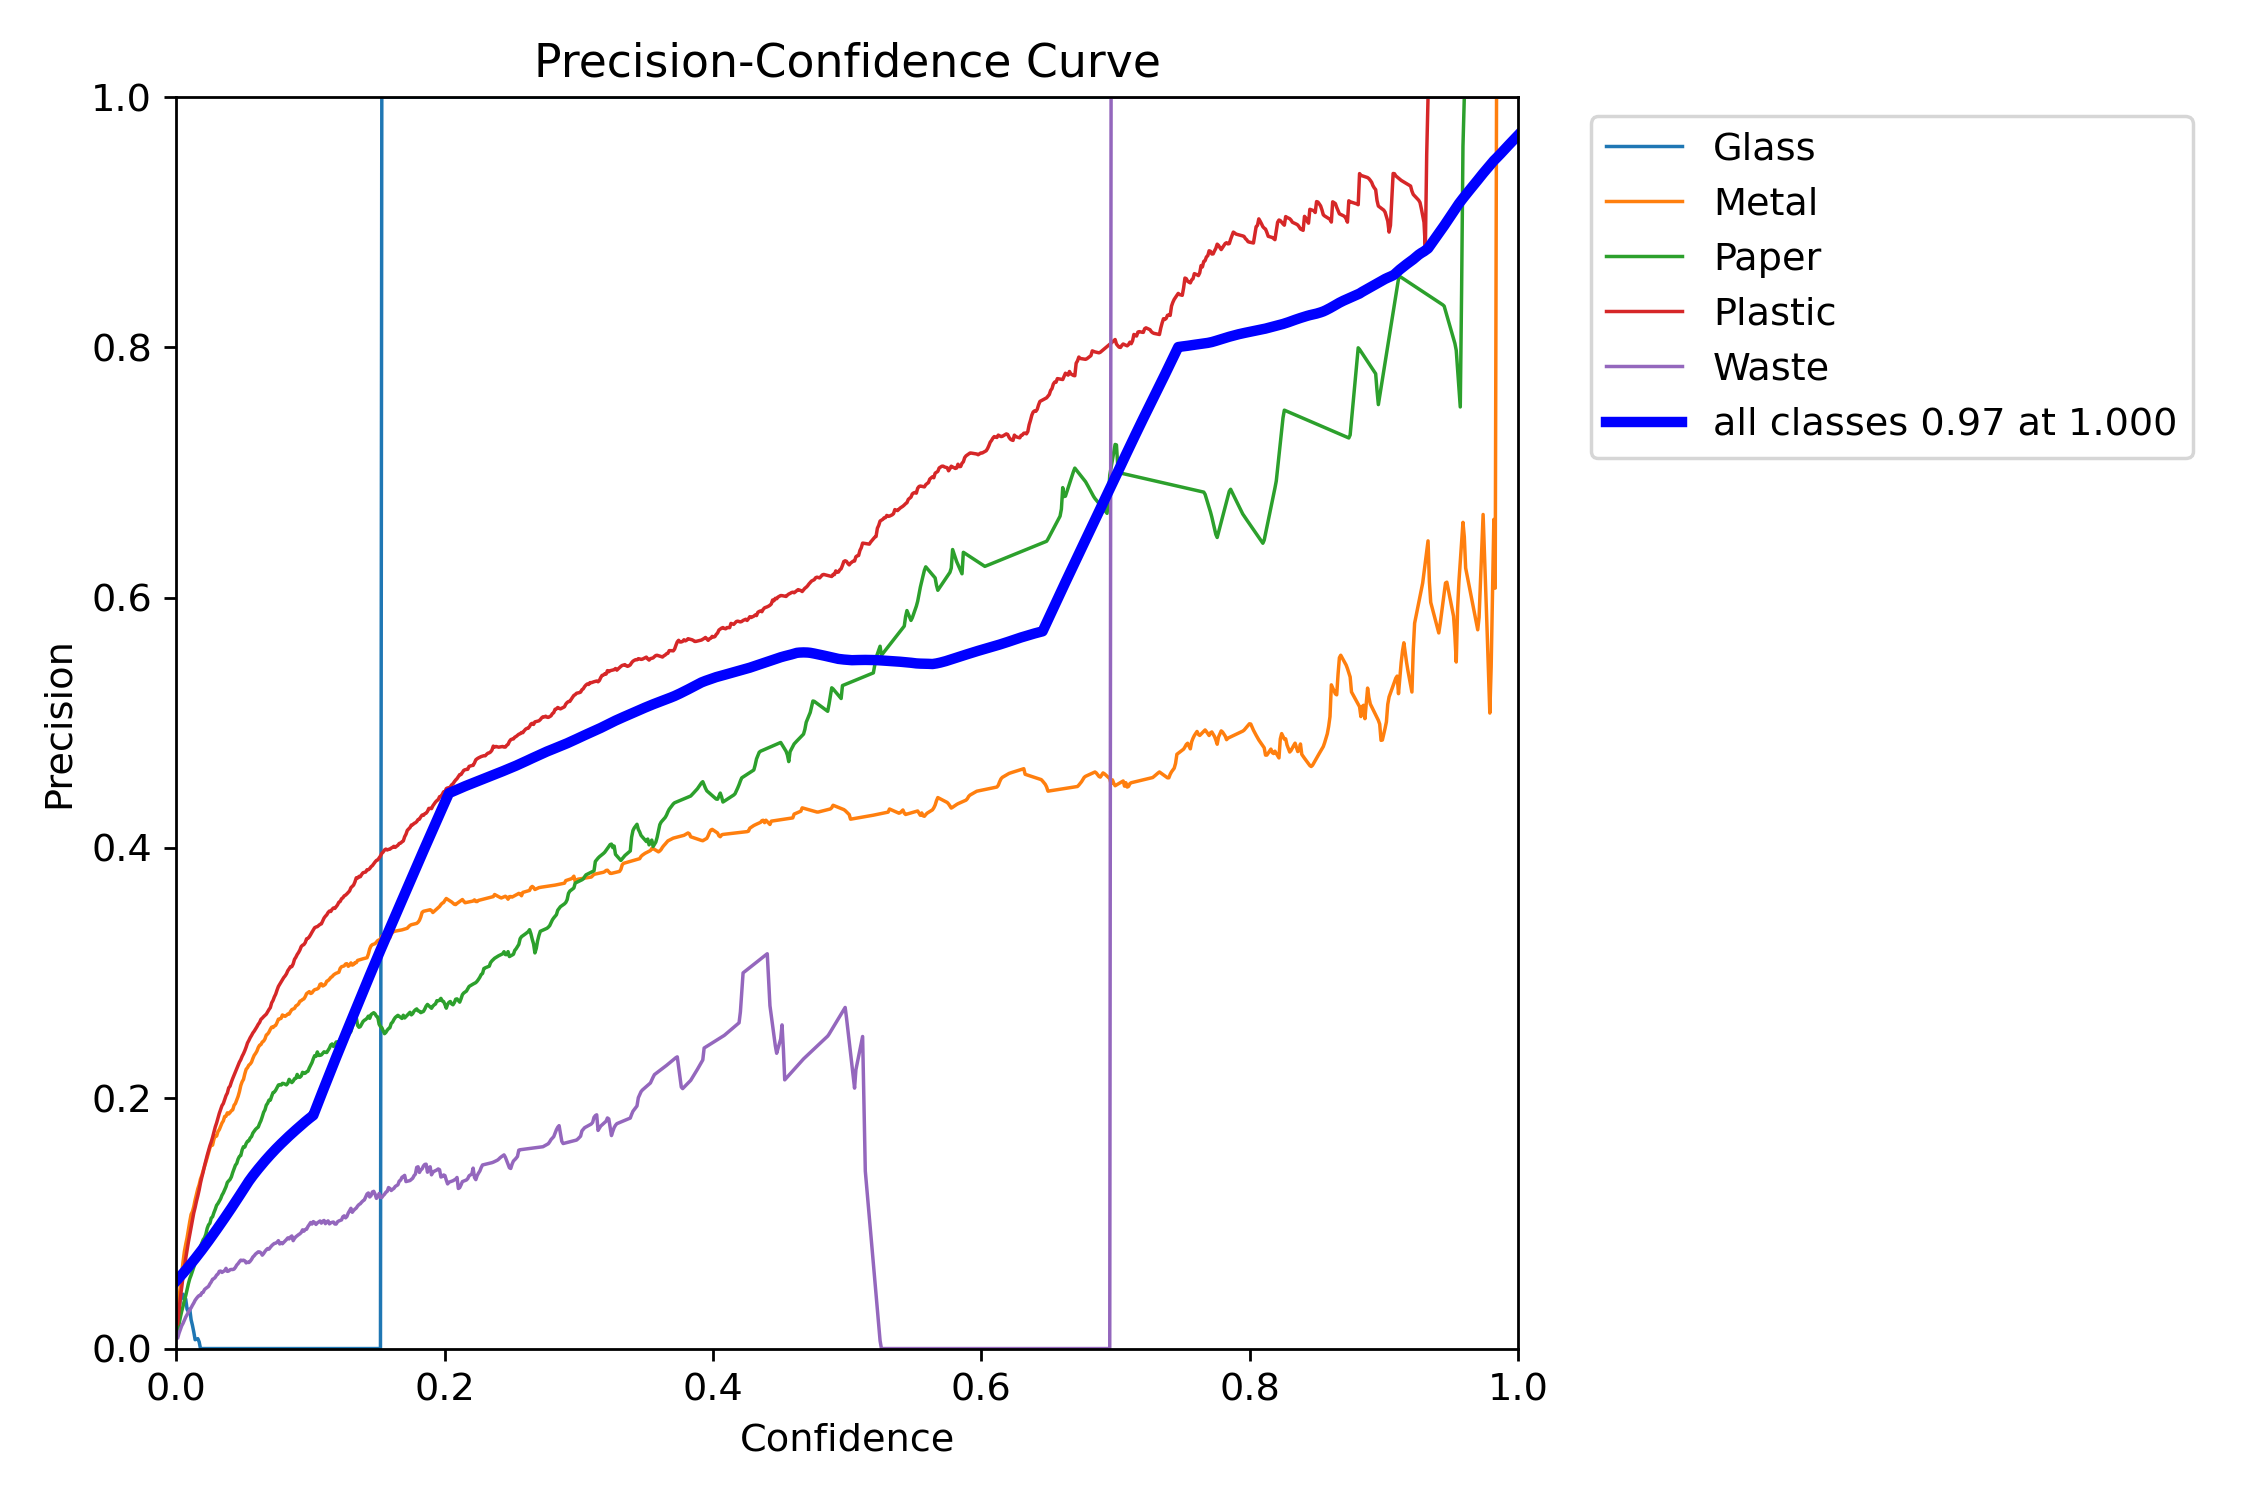 Precision-Confidence Curve
1.0
0.8
0.6
0.4
0.2
0.0
Precision
0.0 0.2 0.4 0.6 0.8 1.0
Confidence
Glass
Metal
Paper
Plastic
Waste
all classes 0.97 at 1.000